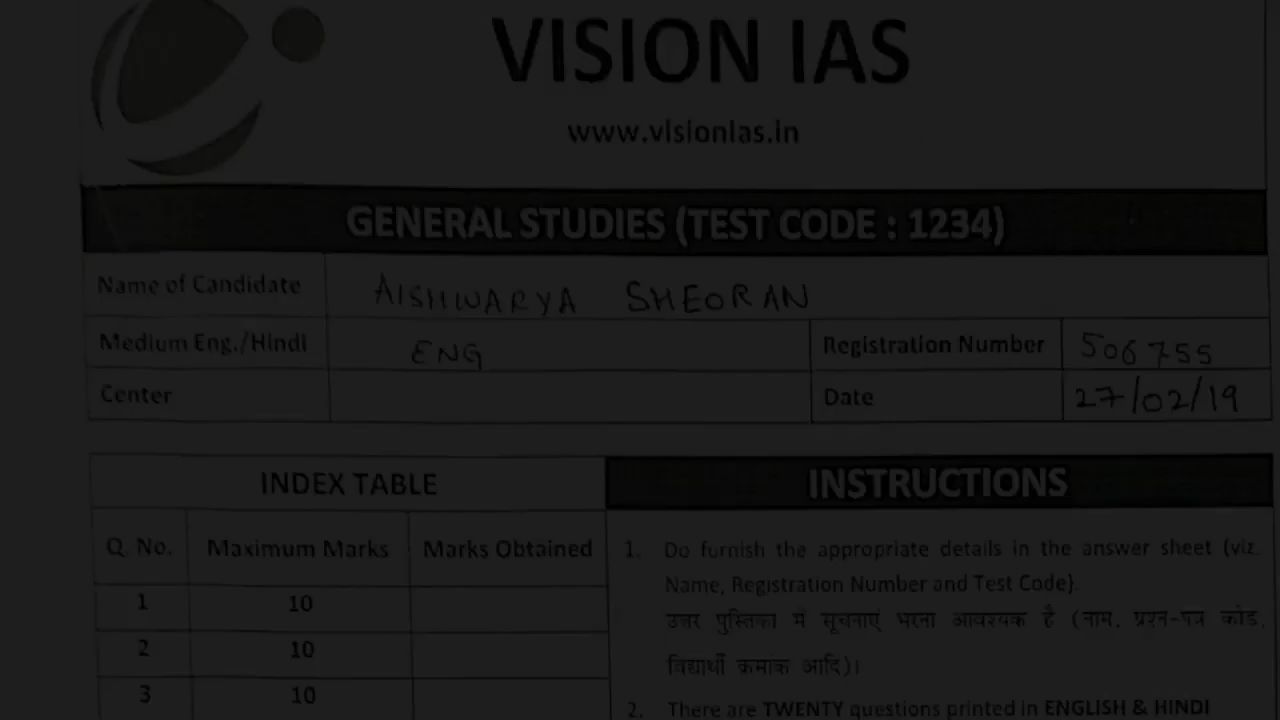 VISION IAS
www.visionias.in
GENERAL STUDIES (TEST CODE : 1234)
Name of Candidate AISHWARYA SHEORAN
Medium Eng./Hindi ENG Registration Number 506755
Center Date 27/02/19
INDEX TABLE
Q. No. Maximum Marks Marks Obtained
1 10
2 10
3 10
INSTRUCTIONS
1. Do furnish the appropriate details in the answer sheet (viz.
Name, Registration Number and Test Code).
उत्तर पुस्तिका में सूचनाएं भरना आवश्यक है (नाम, प्रश्न-पत्र कोड,
विद्यार्थी क्रमांक आदि)।
2. There are TWENTY questions printed in ENGLISH & HINDI